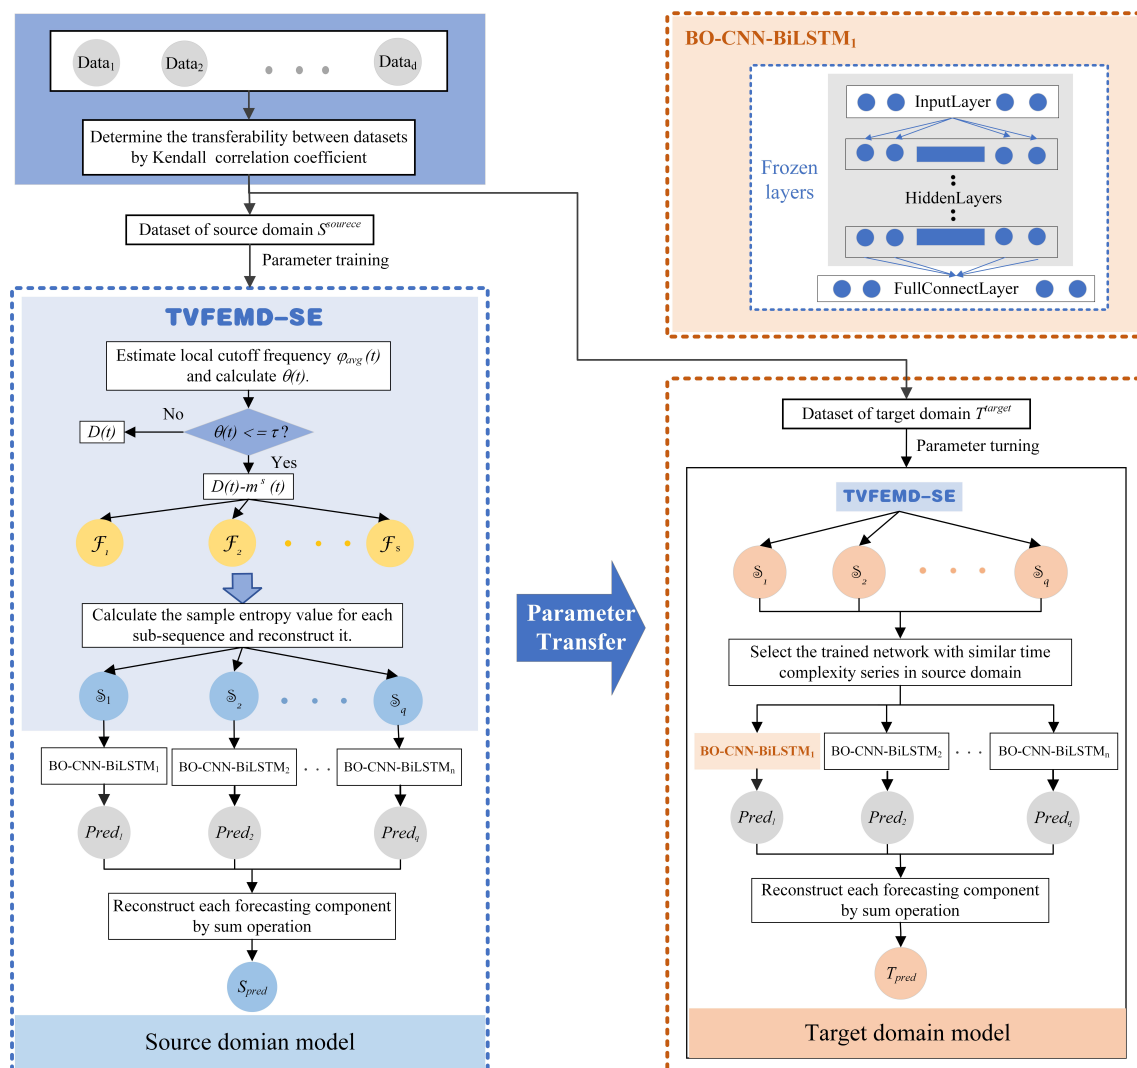 Data1 Data2 . . . Datad
Determine the transferability between datasets
by Kendall correlation coefficient
Dataset of source domain S^sourece
Parameter training
TVFEMD-SE
Estimate local cutoff frequency φavg(t)
and calculate θ(t).
No
D(t)
θ(t) <= τ?
Yes
D(t)-m^s(t)
ℱ1 ℱ2 . . . ℱs
Calculate the sample entropy value for each
sub-sequence and reconstruct it.
𝕊1 𝕊2 . . . 𝕊q
BO-CNN-BiLSTM1 BO-CNN-BiLSTM2 . . . BO-CNN-BiLSTMn
Pred1 Pred2 Predq
Reconstruct each forecasting component
by sum operation
Spred
Source domian model
Parameter
Transfer
BO-CNN-BiLSTM1
Frozen
layers
InputLayer
HiddenLayers
FullConnectLayer
Dataset of target domain T^target
Parameter turning
TVFEMD-SE
𝕊1 𝕊2 . . . 𝕊q
Select the trained network with similar time
complexity series in source domain
BO-CNN-BiLSTM1 BO-CNN-BiLSTM2 . . . BO-CNN-BiLSTMn
Pred1 Pred2 Predq
Reconstruct each forecasting component
by sum operation
Tpred
Target domain model